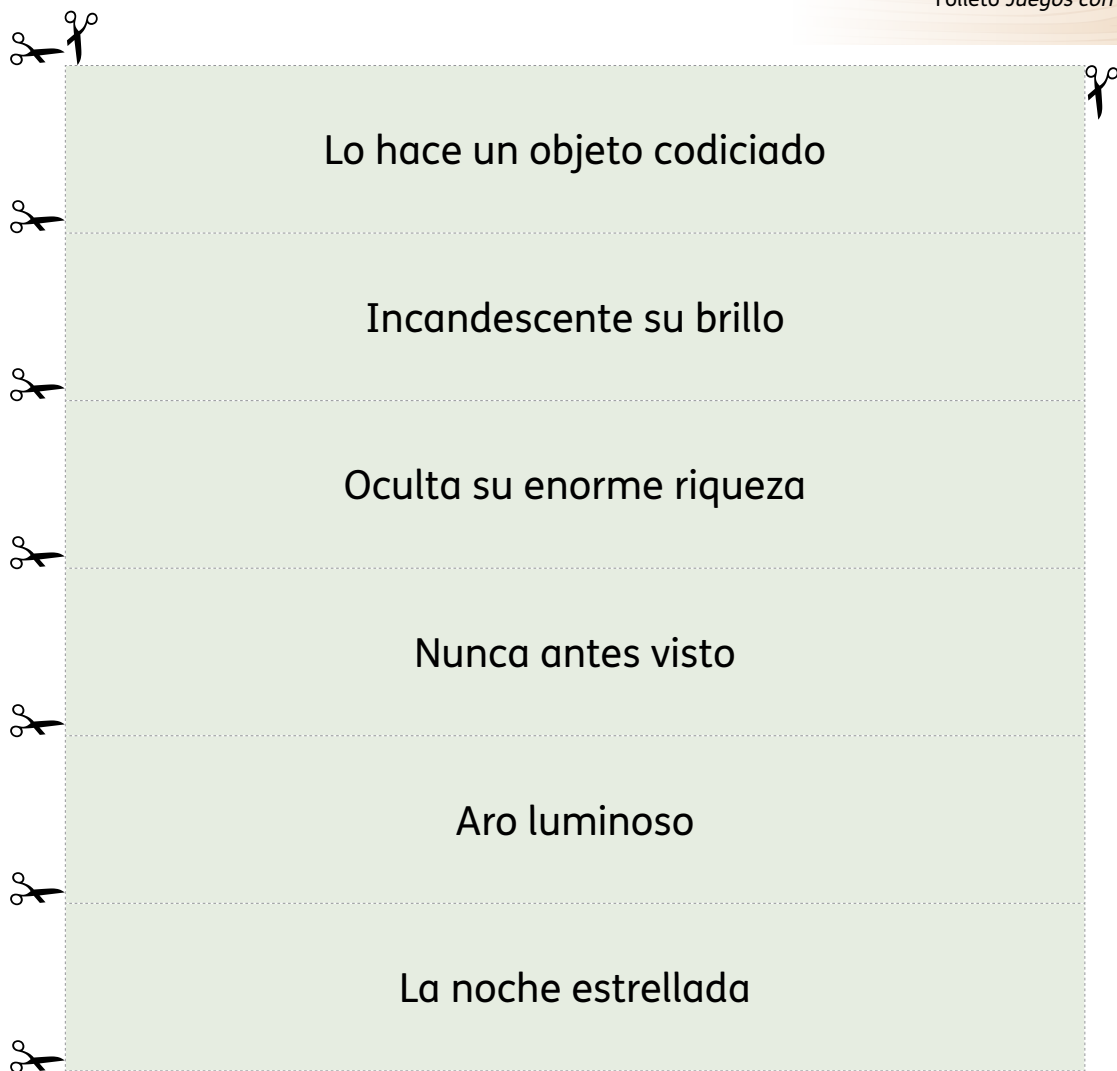 folleto Juegos con
Lo hace un objeto codiciado
Incandescente su brillo
Oculta su enorme riqueza
Nunca antes visto
Aro luminoso
La noche estrellada